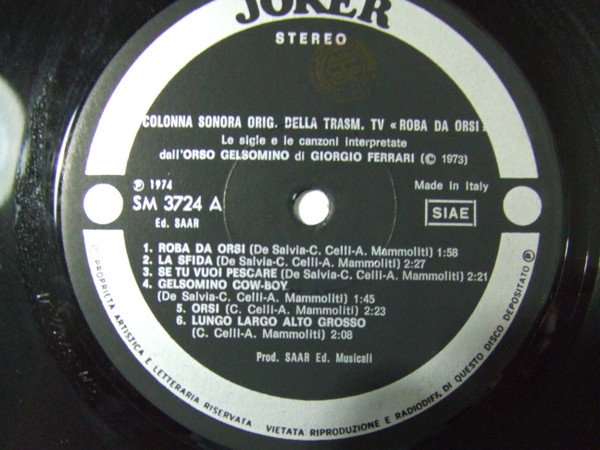 JOKER
STEREO
COLONNA SONORA ORIG. DELLA TRASM. TV « ROBA DA ORSI »
Le sigle e le canzoni interpretate
dall'ORSO GELSOMINO di GIORGIO FERRARI (© 1973)
℗ 1974
SM 3724 A
Ed. SAAR
Made in Italy
SIAE
1. ROBA DA ORSI (De Salvia-C. Celli-A. Mammoliti) 1:58
2. LA SFIDA (De Salvia-C. Celli-A. Mammoliti) 2:27
3. SE TU VUOI PESCARE (De Salvia-C. Celli-A. Mammoliti) 2:21
4. GELSOMINO COW-BOY
(De Salvia-C. Celli-A. Mammoliti) 1:45
5. ORSI (C. Celli-A. Mammoliti) 2:23
6. LUNGO LARGO ALTO GROSSO
(C. Celli-A. Mammoliti) 2:08
Prod. SAAR Ed. Musicali
LA PROPRIETÀ ARTISTICA E LETTERARIA RISERVATA VIETATA RIPRODUZIONE E RADIODIFF. DI QUESTO DISCO DEPOSITATO ℗